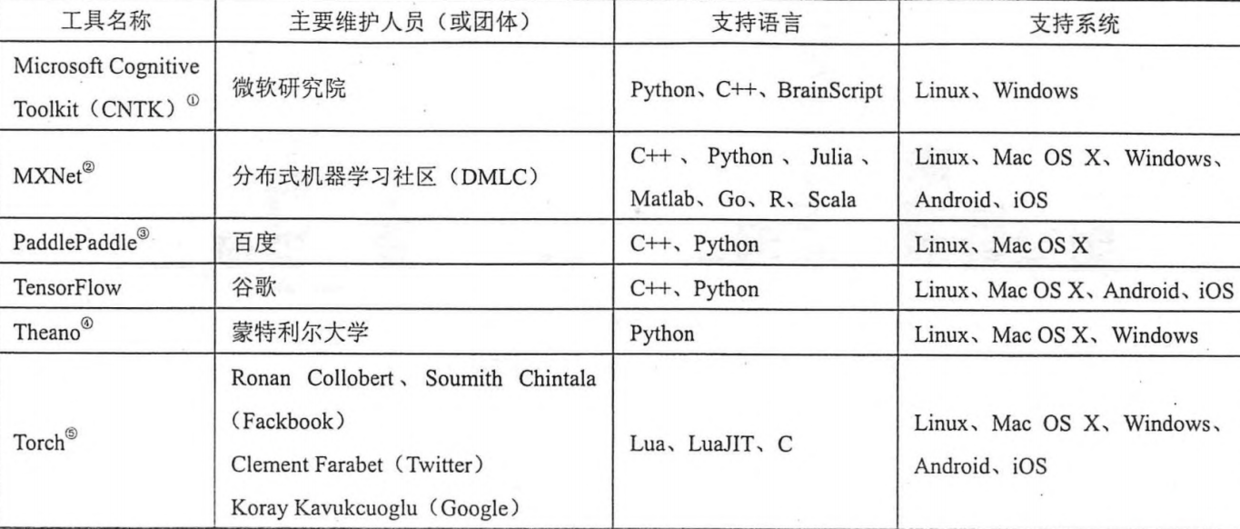 工具名称 主要维护人员（或团体） 支持语言 支持系统
Microsoft Cognitive
Toolkit（CNTK）①
微软研究院
Python、C++、BrainScript
Linux、Windows
MXNet②
分布式机器学习社区（DMLC）
C++、Python、Julia、
Matlab、Go、R、Scala
Linux、Mac OS X、Windows、
Android、iOS
PaddlePaddle③ 百度 C++、Python Linux、Mac OS X
TensorFlow 谷歌 C++、Python Linux、Mac OS X、Android、iOS
Theano④ 蒙特利尔大学 Python Linux、Mac OS X、Windows
Torch⑤
Ronan Collobert、Soumith Chintala
（Fackbook）
Clement Farabet（Twitter）
Koray Kavukcuoglu（Google）
Lua、LuaJIT、C
Linux、Mac OS X、Windows、
Android、iOS